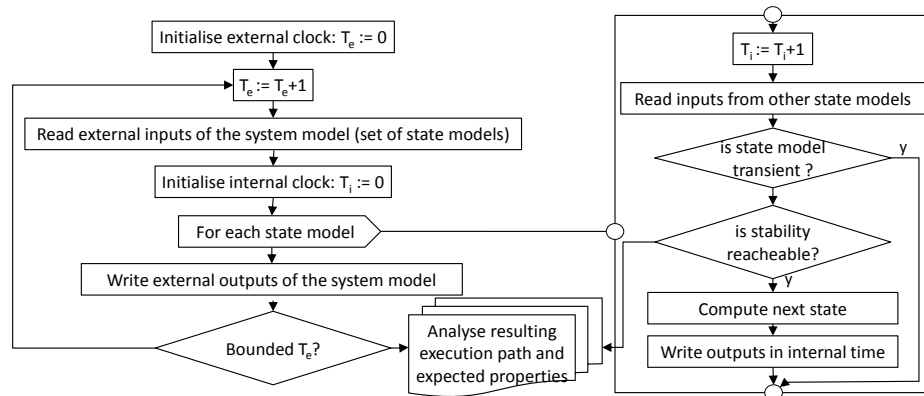 Initialise external clock: Te := 0
Te := Te+1
Read external inputs of the system model (set of state models)
Initialise internal clock: Ti := 0
For each state model
Write external outputs of the system model
Bounded Te?
Analyse resulting
execution path and
expected properties
Ti := Ti+1
Read inputs from other state models
is state model
transient ?
y
is stability
reacheable?
y
Compute next state
Write outputs in internal time